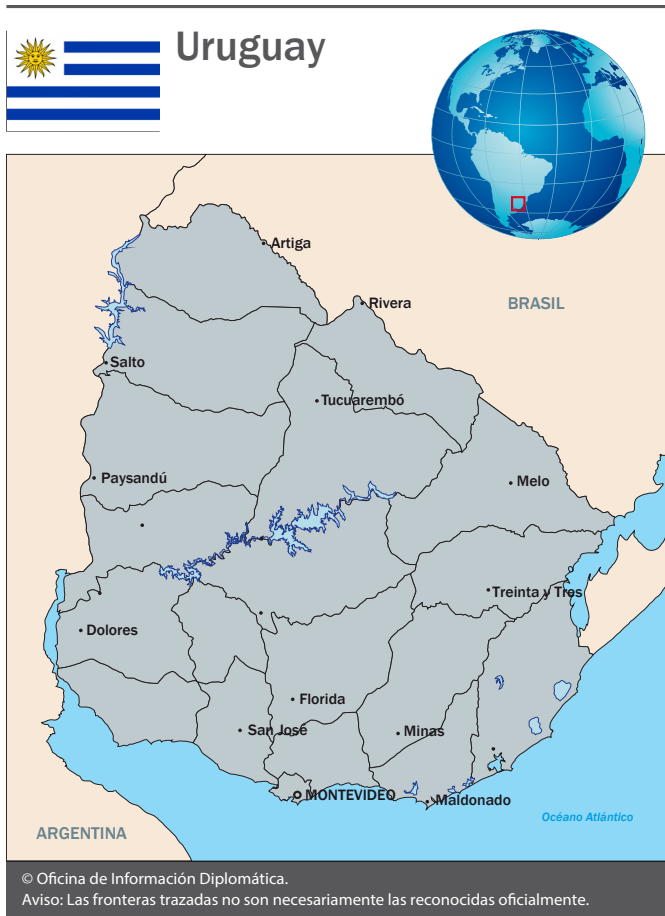 Uruguay
Artiga
Rivera
BRASIL
Salto
Tucuarembó
Paysandú
Melo
Treinta y Tres
Dolores
Florida
San José
Minas
MONTEVIDEO
Maldonado
Océano Atlántico
ARGENTINA
© Oficina de Información Diplomática.
Aviso: Las fronteras trazadas no son necesariamente las reconocidas oficialmente.